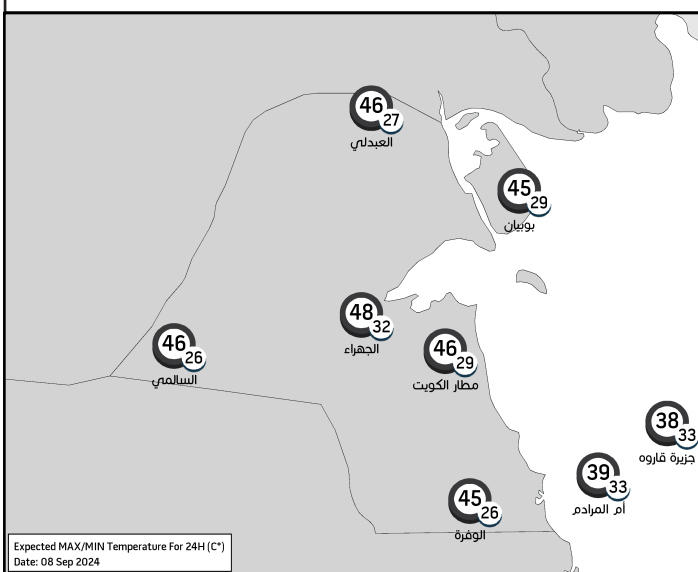 46
27
العبدلي
45
29
بوبيان
48
32
الجهراء
46
26
السالمي
46
29
مطار الكويت
38
33
جزيرة قاروه
39
33
أم المرادم
45
26
الوفرة
Expected MAX/MIN Temperature For 24H (C*)
Date: 08 Sep 2024